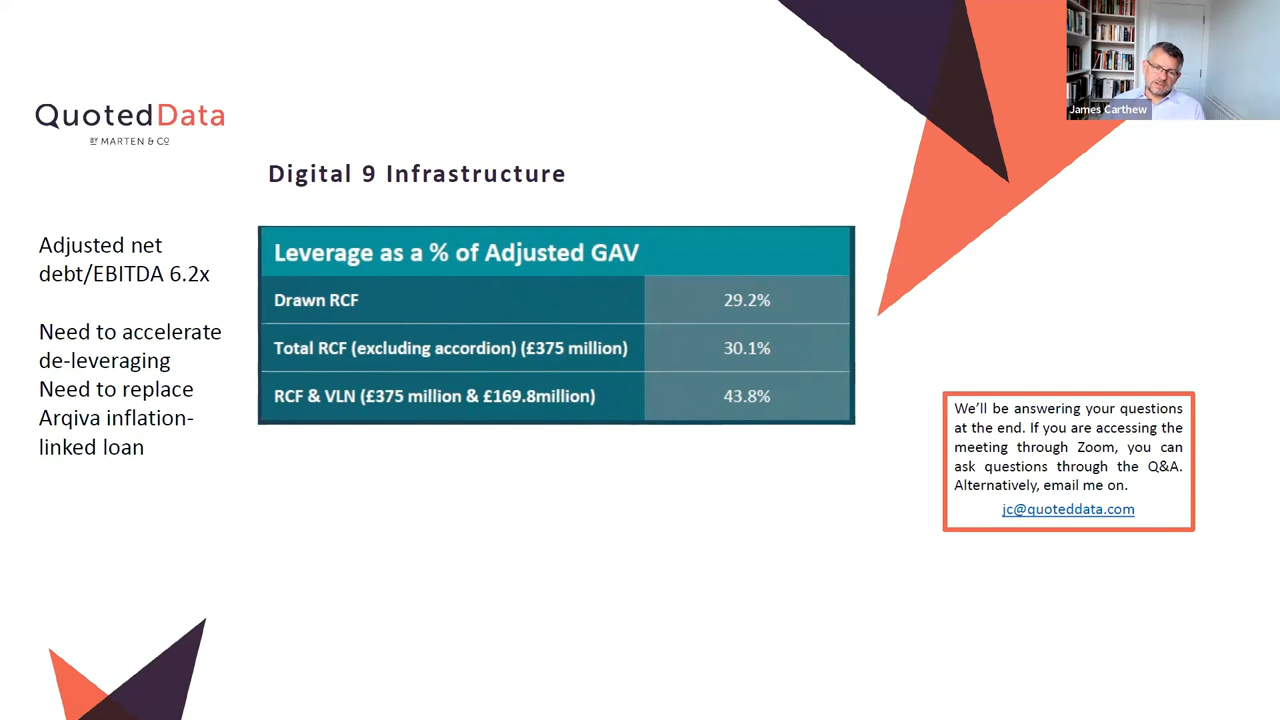 James Carthew
QuotedData
BY MARTEN & CO
Digital 9 Infrastructure
Adjusted net
debt/EBITDA 6.2x
Need to accelerate
de-leveraging
Need to replace
Arqiva inflation-
linked loan
Leverage as a % of Adjusted GAV
Drawn RCF 29.2%
Total RCF (excluding accordion) (£375 million) 30.1%
RCF & VLN (£375 million & £169.8million) 43.8%
We’ll be answering your questions
at the end. If you are accessing the
meeting through Zoom, you can
ask questions through the Q&A.
Alternatively, email me on.
jc@quoteddata.com